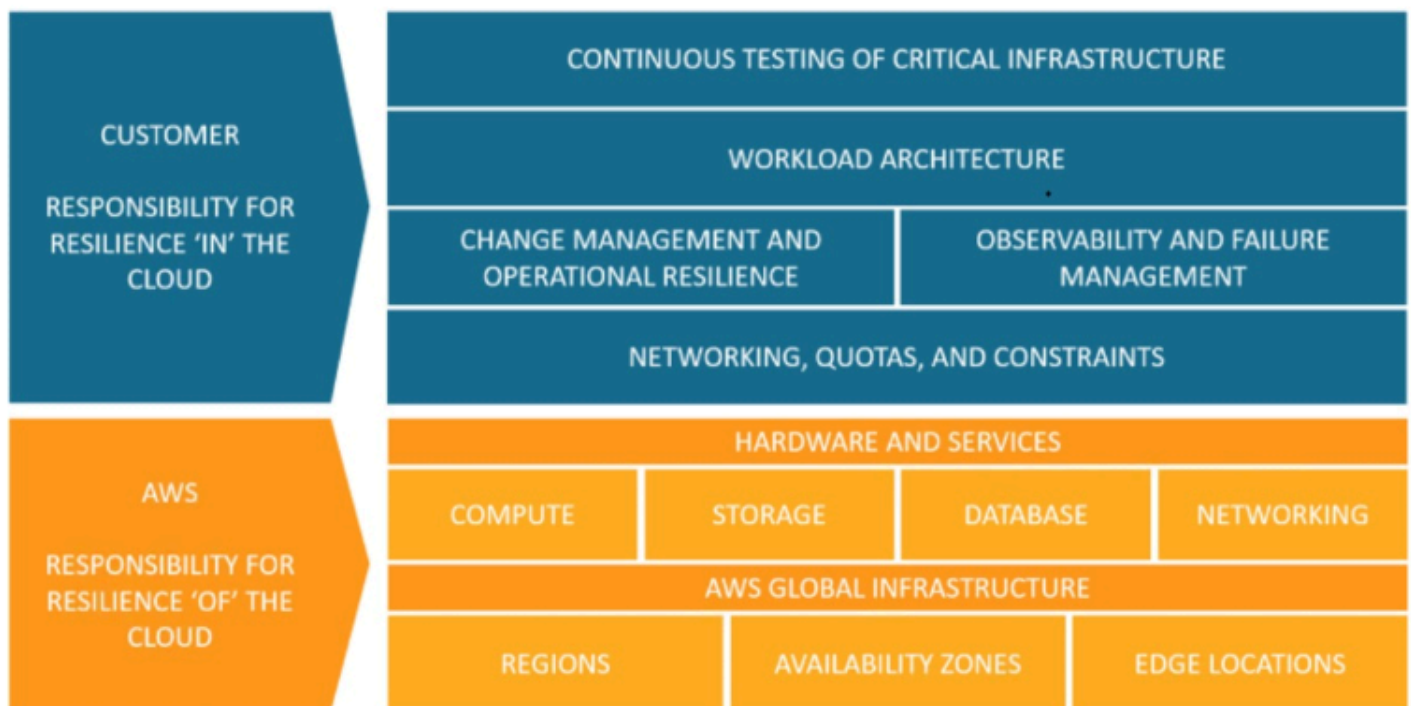 CONTINUOUS TESTING OF CRITICAL INFRASTRUCTURE
CUSTOMER
RESPONSIBILITY FOR
RESILIENCE ‘IN’ THE
CLOUD
WORKLOAD ARCHITECTURE
CHANGE MANAGEMENT AND
OPERATIONAL RESILIENCE
OBSERVABILITY AND FAILURE
MANAGEMENT
NETWORKING, QUOTAS, AND CONSTRAINTS
HARDWARE AND SERVICES
AWS
RESPONSIBILITY FOR
RESILIENCE ‘OF’ THE
CLOUD
COMPUTE
STORAGE
DATABASE
NETWORKING
AWS GLOBAL INFRASTRUCTURE
REGIONS
AVAILABILITY ZONES
EDGE LOCATIONS